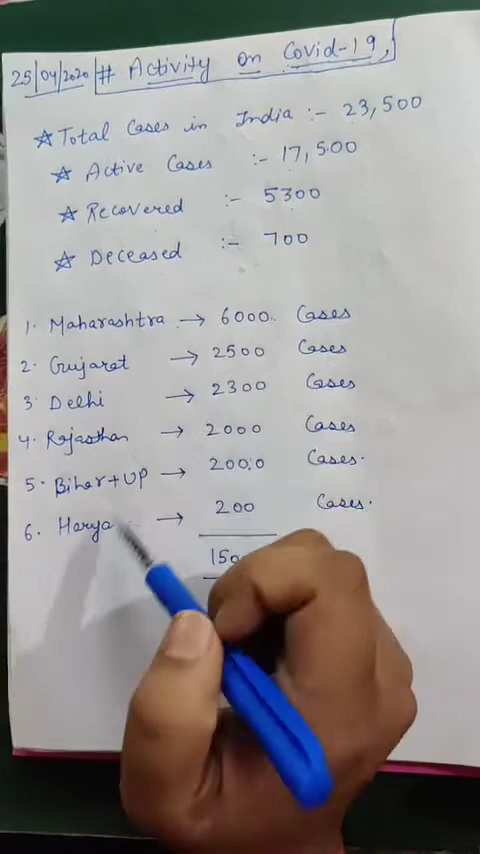 25/04/2020 # Activity on Covid-19,
☆ Total Cases in India :- 23,500
☆ Active Cases :- 17,500
☆ Recovered :- 5300
☆ Deceased :- 700
1. Maharashtra → 6000 Cases
2. Gujarat → 2500 Cases
3. Delhi → 2300 Cases
4. Rajasthan → 2000 Cases
5. Bihar + UP → 2000 Cases.
6. Harya → 200 Cases.
150